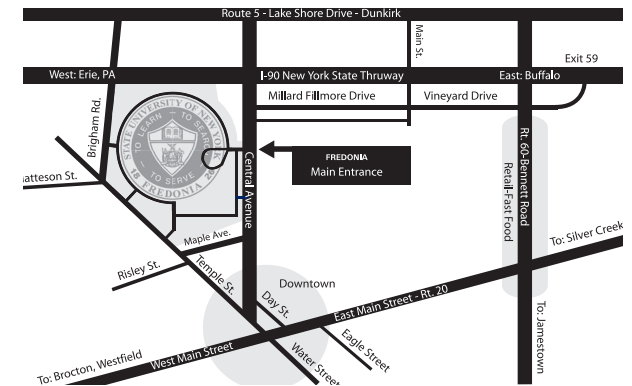 Route 5 - Lake Shore Drive - Dunkirk
Main St.
Exit 59
West: Erie, PA
I-90 New York State Thruway
East: Buffalo
Millard Fillmore Drive
Vineyard Drive
Brigham Rd.
STATE UNIVERSITY OF NEW YORK
TO LEARN — TO SEARCH
TO SERVE
18 FREDONIA 26
FREDONIA
Main Entrance
Central Avenue
Rt. 60-Bennett Road
Retail-Fast Food
atteson St.
Maple Ave.
To: Silver Creek
Risley St.
Temple St.
Downtown
Day St.
East Main Street - Rt. 20
To: Jamestown
Eagle Street
West Main Street
Water Street
To: Brocton, Westfield